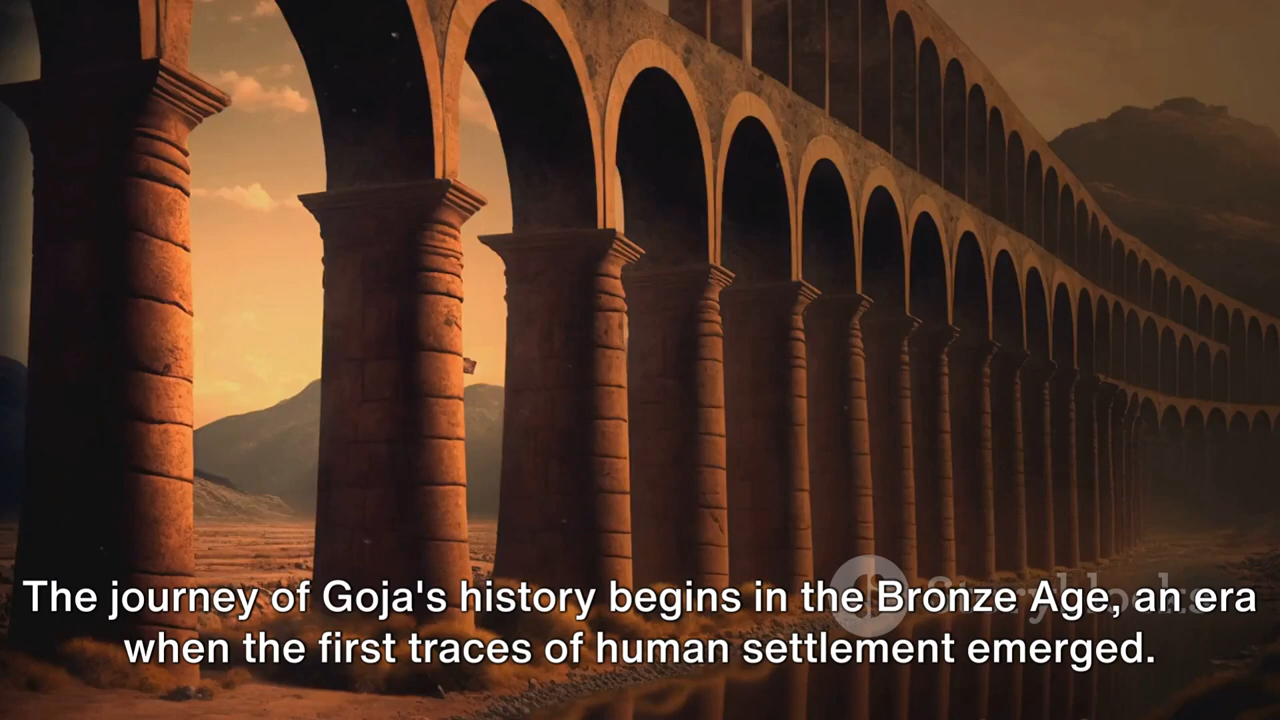 The journey of Goja's history begins in the Bronze Age, an era
when the first traces of human settlement emerged.